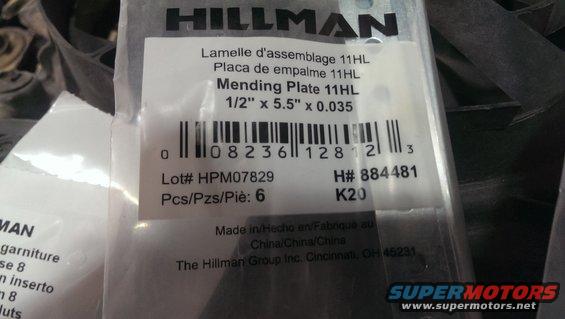 HILLMAN
Lamelle d'assemblage 11HL
Placa de empalme 11HL
Mending Plate 11HL
1/2" x 5.5" x 0.035
0 08236 12812 3
Lot# HPM07829 H# 884481
Pcs/Pzs/Piè: 6 K20
Made in/Hecho en/Fabrique au
China/China/China
The Hillman Group Inc. Cincinnati, OH 45231
MAN
garniture
se 8
n inserto
n 8
luts
SUPERMOTORS
www.supermotors.net